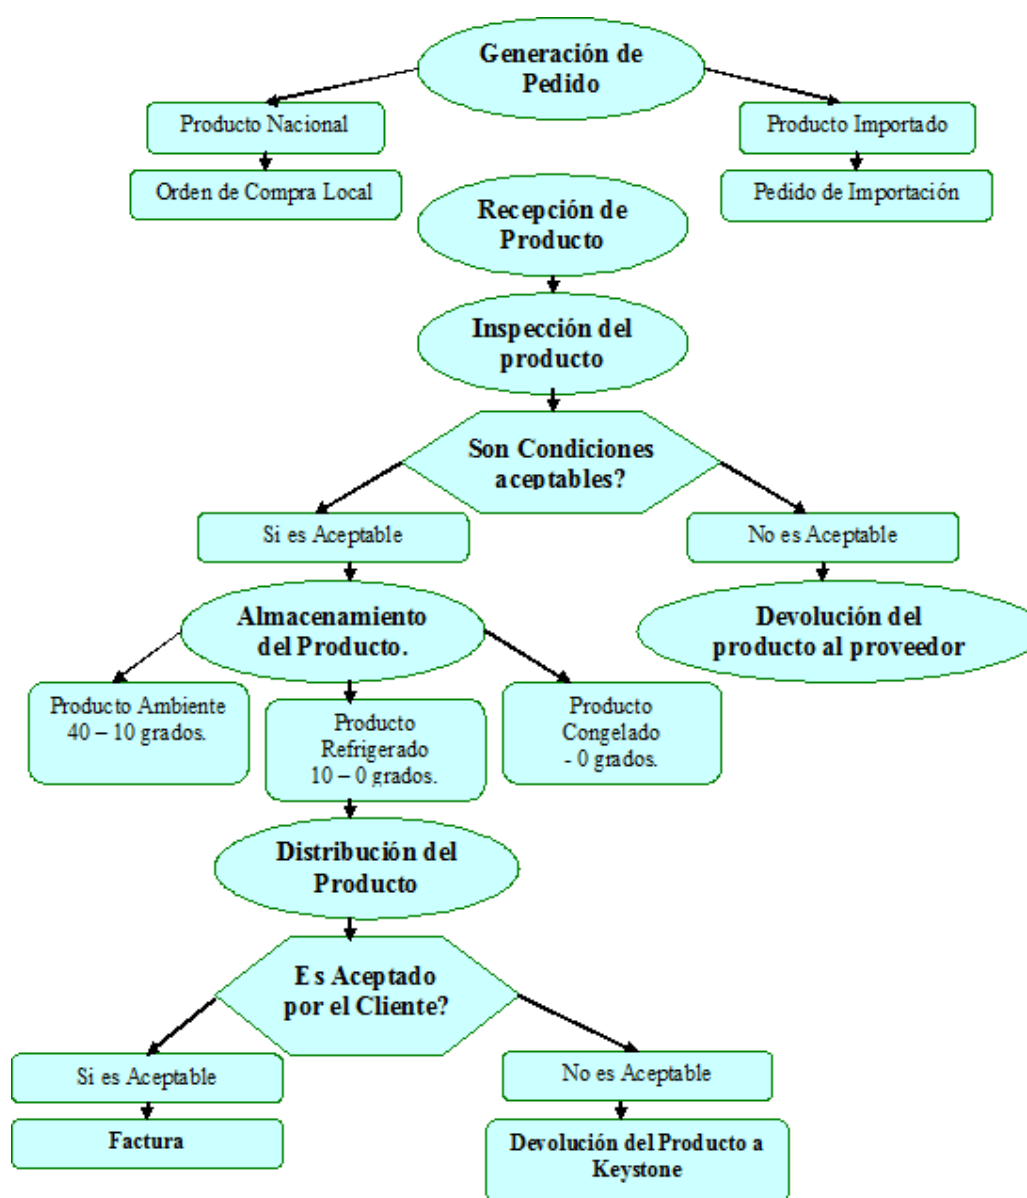 Generación de
Pedido
Producto Nacional
Producto Importado
Orden de Compra Local
Pedido de Importación
Recepción de
Producto
Inspección del
producto
Son Condiciones
aceptables?
Si es Aceptable
No es Aceptable
Almacenamiento
del Producto.
Devolución del
producto al proveedor
Producto Ambiente
40 – 10 grados.
Producto
Refrigerado
10 – 0 grados.
Producto
Congelado
- 0 grados.
Distribución del
Producto
Es Aceptado
por el Cliente?
Si es Aceptable
No es Aceptable
Factura
Devolución del Producto a
Keystone